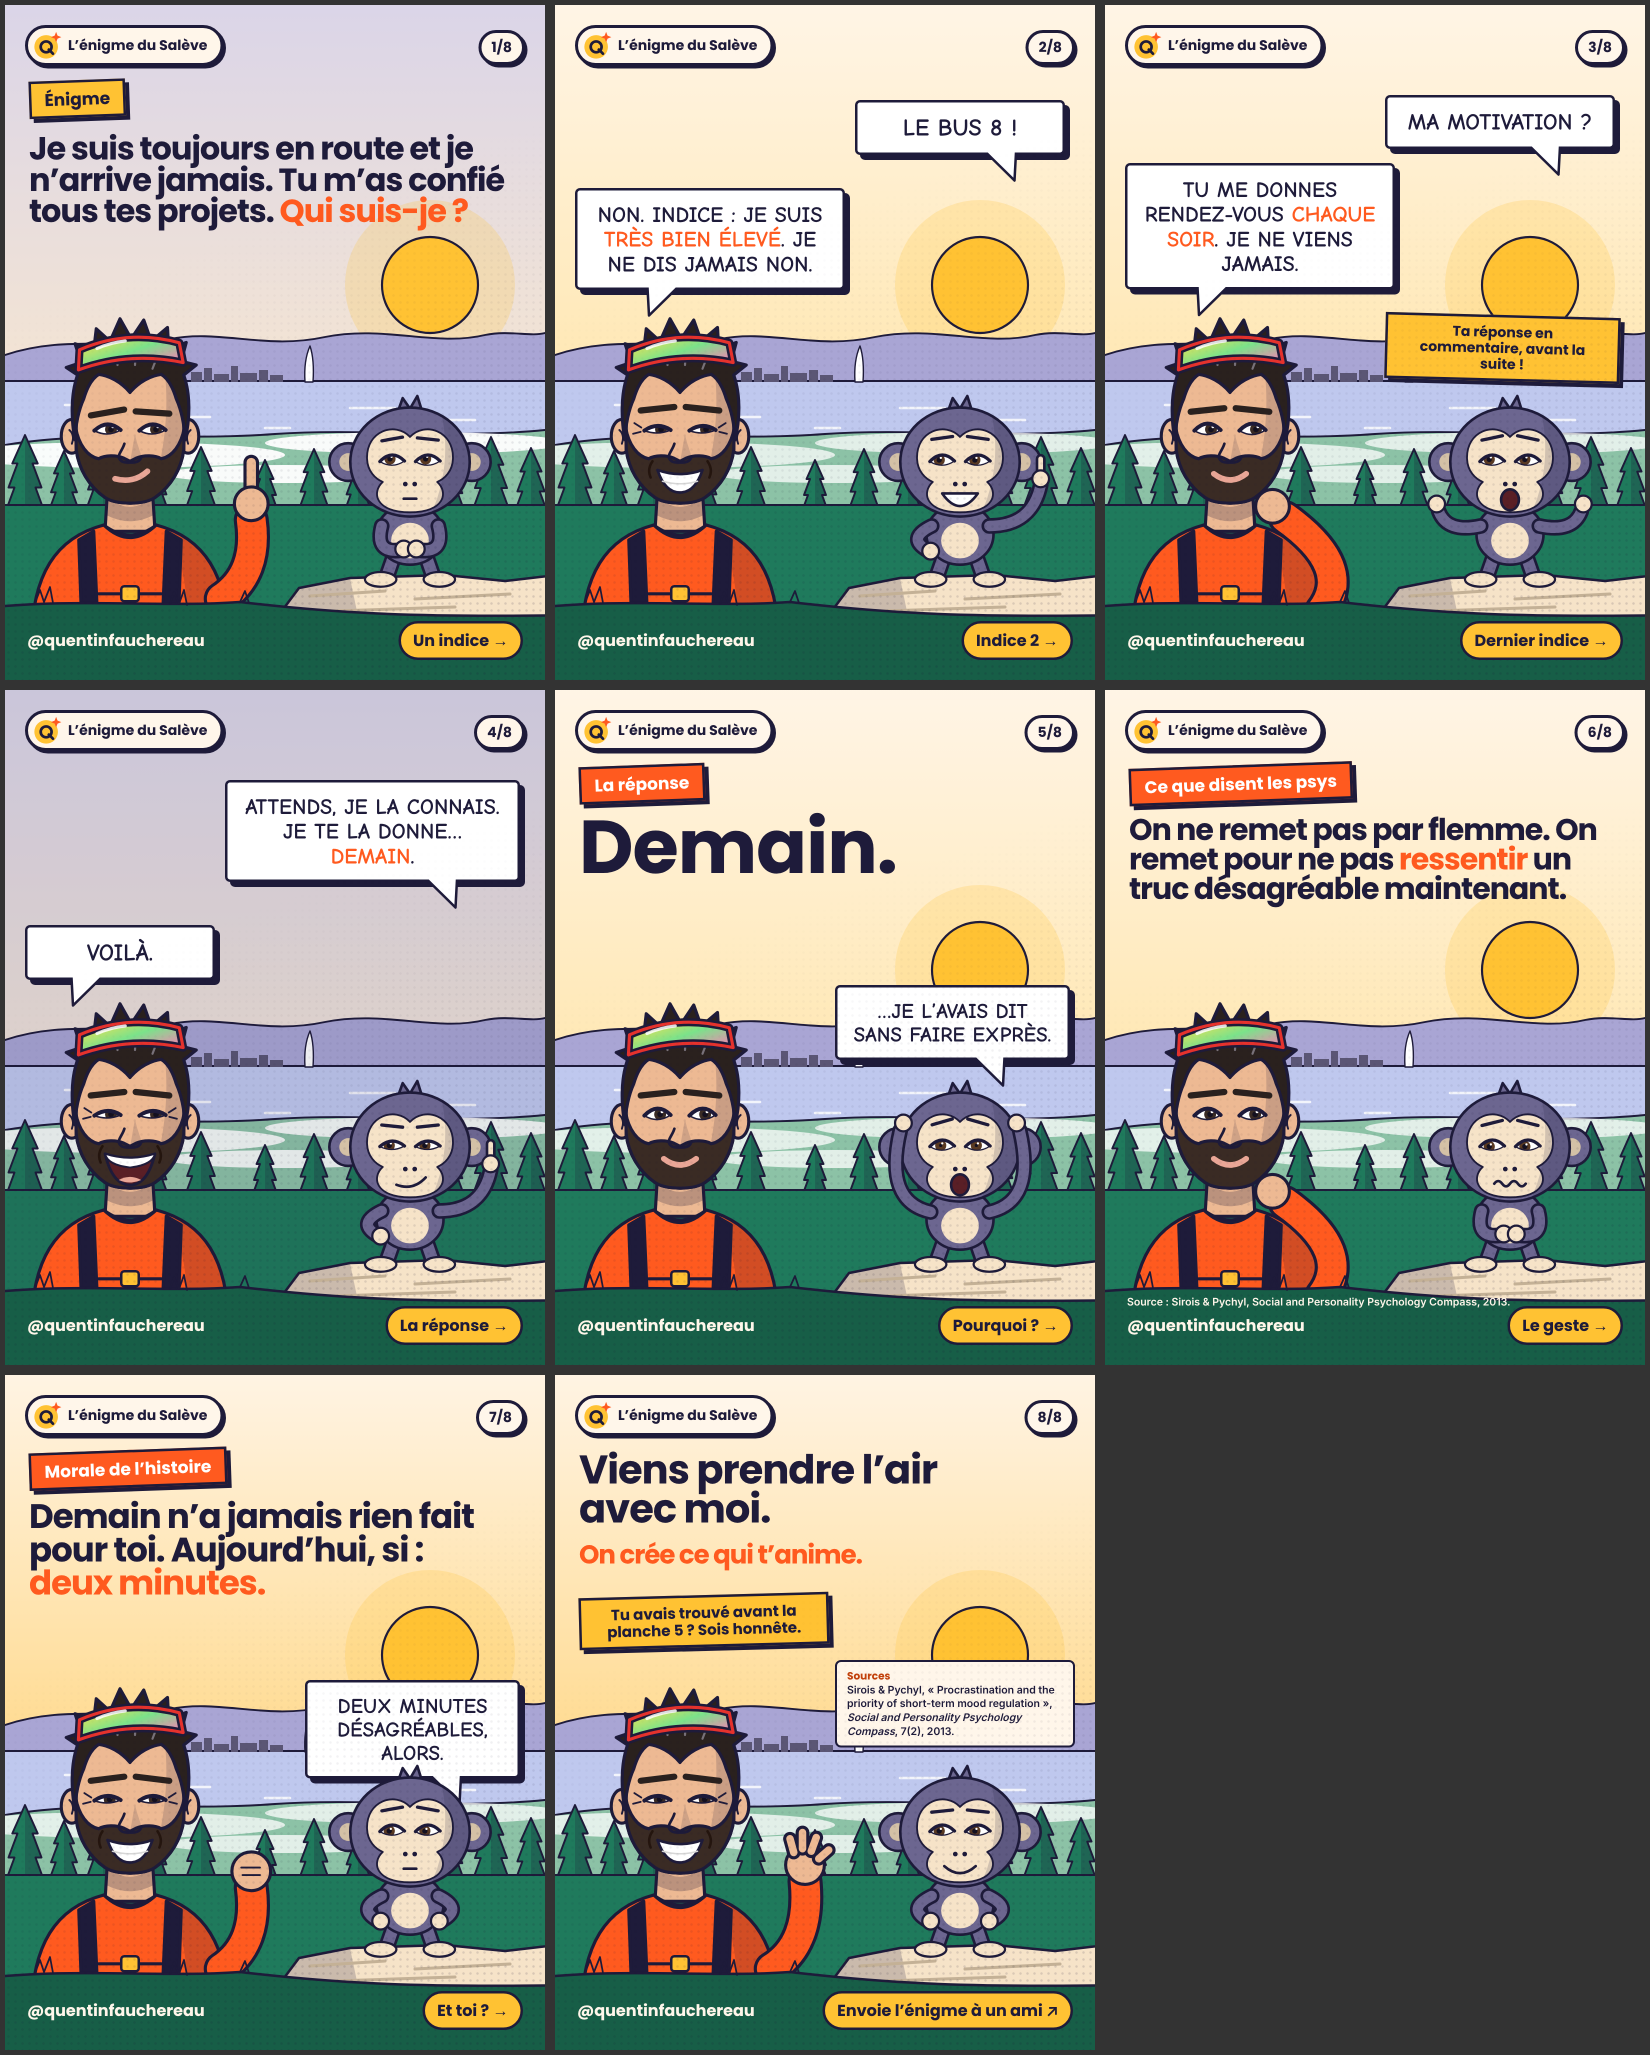 L'énigme du Salève
1/8
Énigme
Je suis toujours en route et je
n'arrive jamais. Tu m'as confié
tous tes projets. Qui suis-je ?
@quentinfauchereau
Un indice →
L'énigme du Salève
2/8
LE BUS 8 !
NON. INDICE : JE SUIS
TRÈS BIEN ÉLEVÉ. JE
NE DIS JAMAIS NON.
@quentinfauchereau
Indice 2 →
L'énigme du Salève
3/8
MA MOTIVATION ?
TU ME DONNES
RENDEZ-VOUS CHAQUE
SOIR. JE NE VIENS
JAMAIS.
Ta réponse en
commentaire, avant la
suite !
@quentinfauchereau
Dernier indice →
L'énigme du Salève
4/8
ATTENDS, JE LA CONNAIS.
JE TE LA DONNE...
DEMAIN.
VOILÀ.
@quentinfauchereau
La réponse →
L'énigme du Salève
5/8
La réponse
Demain.
...JE L'AVAIS DIT
SANS FAIRE EXPRÈS.
@quentinfauchereau
Pourquoi ? →
L'énigme du Salève
6/8
Ce que disent les psys
On ne remet pas par flemme. On
remet pour ne pas ressentir un
truc désagréable maintenant.
Source : Sirois & Pychyl, Social and Personality Psychology Compass, 2013.
@quentinfauchereau
Le geste →
L'énigme du Salève
7/8
Morale de l'histoire
Demain n'a jamais rien fait
pour toi. Aujourd'hui, si :
deux minutes.
DEUX MINUTES
DÉSAGRÉABLES,
ALORS.
@quentinfauchereau
Et toi ? →
L'énigme du Salève
8/8
Viens prendre l'air
avec moi.
On crée ce qui t'anime.
Tu avais trouvé avant la
planche 5 ? Sois honnête.
Sources
Sirois & Pychyl, « Procrastination and the
priority of short-term mood regulation »,
Social and Personality Psychology
Compass, 7(2), 2013.
@quentinfauchereau
Envoie l'énigme à un ami ↗